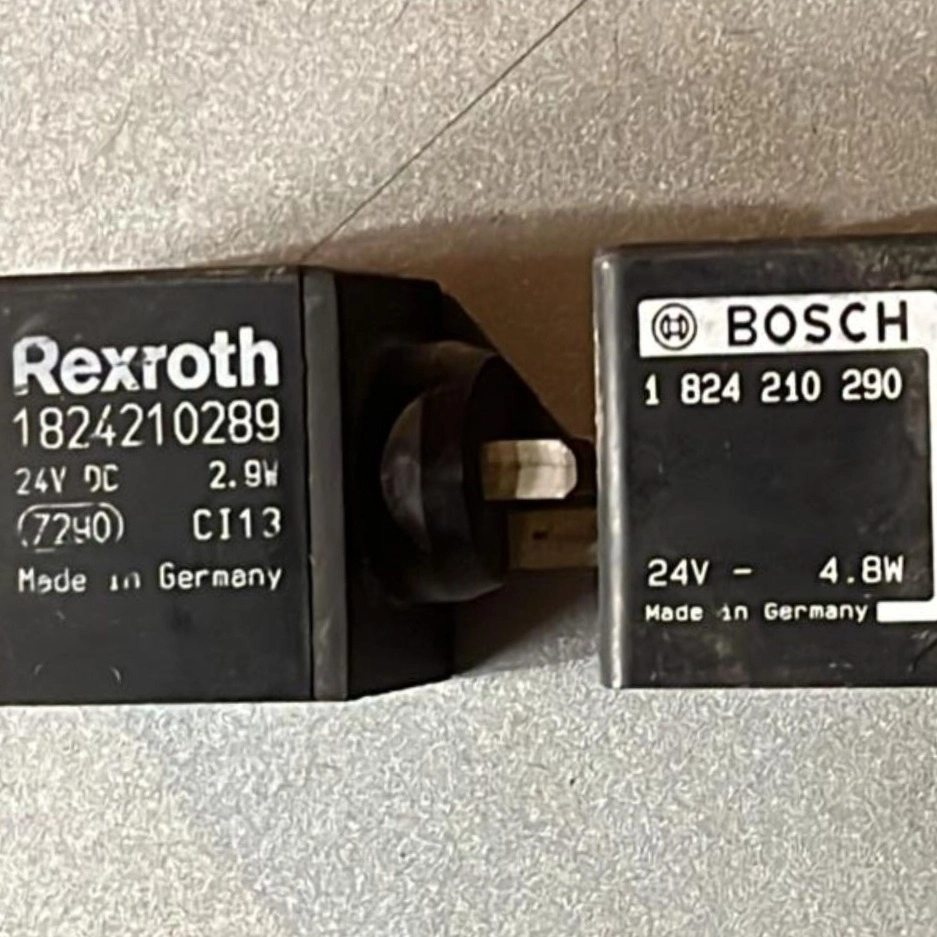 Rexroth
1824210289
24V DC 2.9W
7240 CI13
Made in Germany
BOSCH
1 824 210 290
24V - 4.8W
Made in Germany